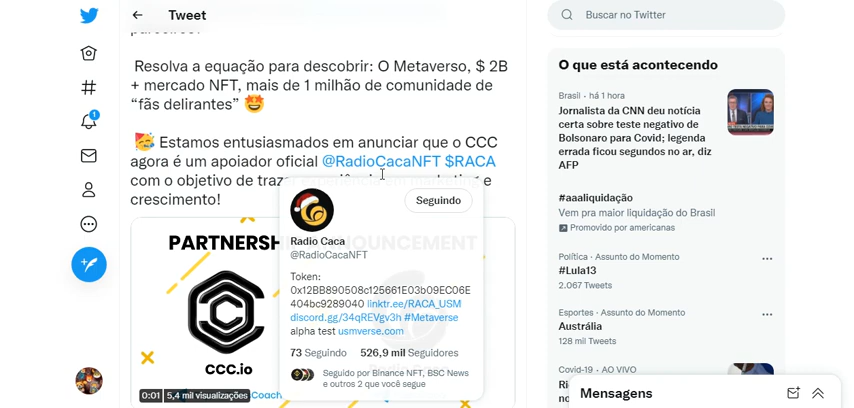 Tweet
Resolva a equação para descobrir: O Metaverso, $ 2B
+ mercado NFT, mais de 1 milhão de comunidade de
“fãs delirantes” 🤩
🥳 Estamos entusiasmados em anunciar que o CCC
agora é um apoiador oficial @RadioCacaNFT $RACA
com o objetivo de e
crescimento!
Seguindo
Radio Caca
@RadioCacaNFT
Token:
0x12BB890508c125661E03b09EC06E
404bc9289040 linktr.ee/RACA_USM
discord.gg/34qREVgv3h #Metaverse
alpha test usmverse.com
73 Seguindo 526,9 mil Seguidores
Seguido por Binance NFT, BSC News
e outros 2 que você segue
CCC.io
0:01 5,4 mil visualizações Coach
1
Buscar no Twitter
O que está acontecendo
Brasil · há 1 hora
Jornalista da CNN deu notícia
certa sobre teste negativo de
Bolsonaro para Covid; legenda
errada ficou segundos no ar, diz
AFP
#aaaliquidação
Vem pra maior liquidação do Brasil
Promovido por americanas
Política · Assunto do Momento
#Lula13
2.067 Tweets
Esportes · Assunto do Momento
Austrália
128 mil Tweets
Covid-19 · AO VIVO
Mensagens